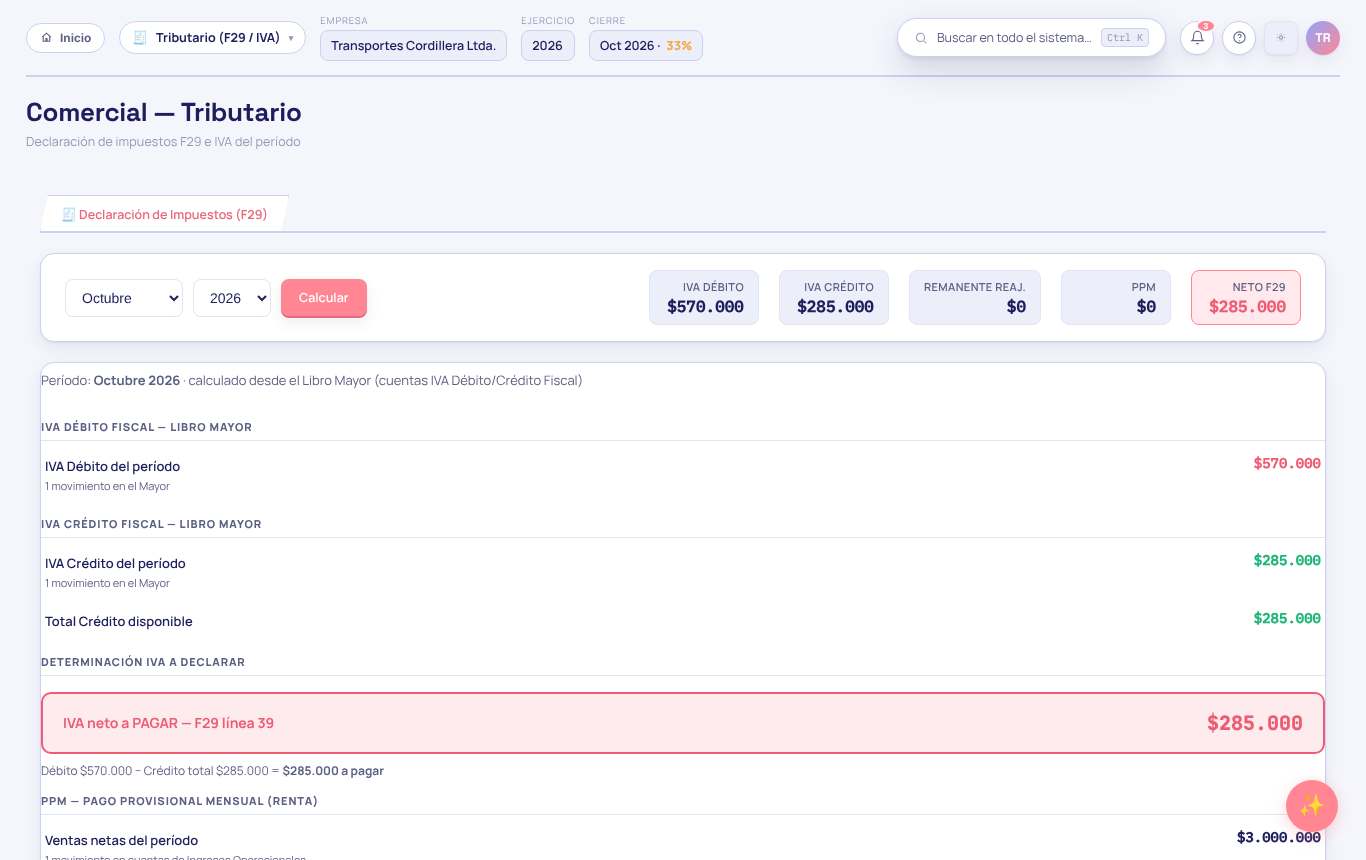 EMPRESA
EJERCICIO
CIERRE
Inicio
Tributario (F29 / IVA)
Transportes Cordillera Ltda.
2026
Oct 2026 · 33%
Buscar en todo el sistema...
Ctrl K
3
TR
Comercial — Tributario
Declaración de impuestos F29 e IVA del período
Declaración de Impuestos (F29)
Octubre
2026
Calcular
IVA DÉBITO
$570.000
IVA CRÉDITO
$285.000
REMANENTE REAJ.
$0
PPM
$0
NETO F29
$285.000
Período: Octubre 2026 · calculado desde el Libro Mayor (cuentas IVA Débito/Crédito Fiscal)
IVA DÉBITO FISCAL — LIBRO MAYOR
IVA Débito del período
$570.000
1 movimiento en el Mayor
IVA CRÉDITO FISCAL — LIBRO MAYOR
IVA Crédito del período
$285.000
1 movimiento en el Mayor
Total Crédito disponible
$285.000
DETERMINACIÓN IVA A DECLARAR
IVA neto a PAGAR — F29 línea 39
$285.000
Débito $570.000 − Crédito total $285.000 = $285.000 a pagar
PPM — PAGO PROVISIONAL MENSUAL (RENTA)
Ventas netas del período
$3.000.000
1 movimiento en cuentas de Ingresos Operacionales